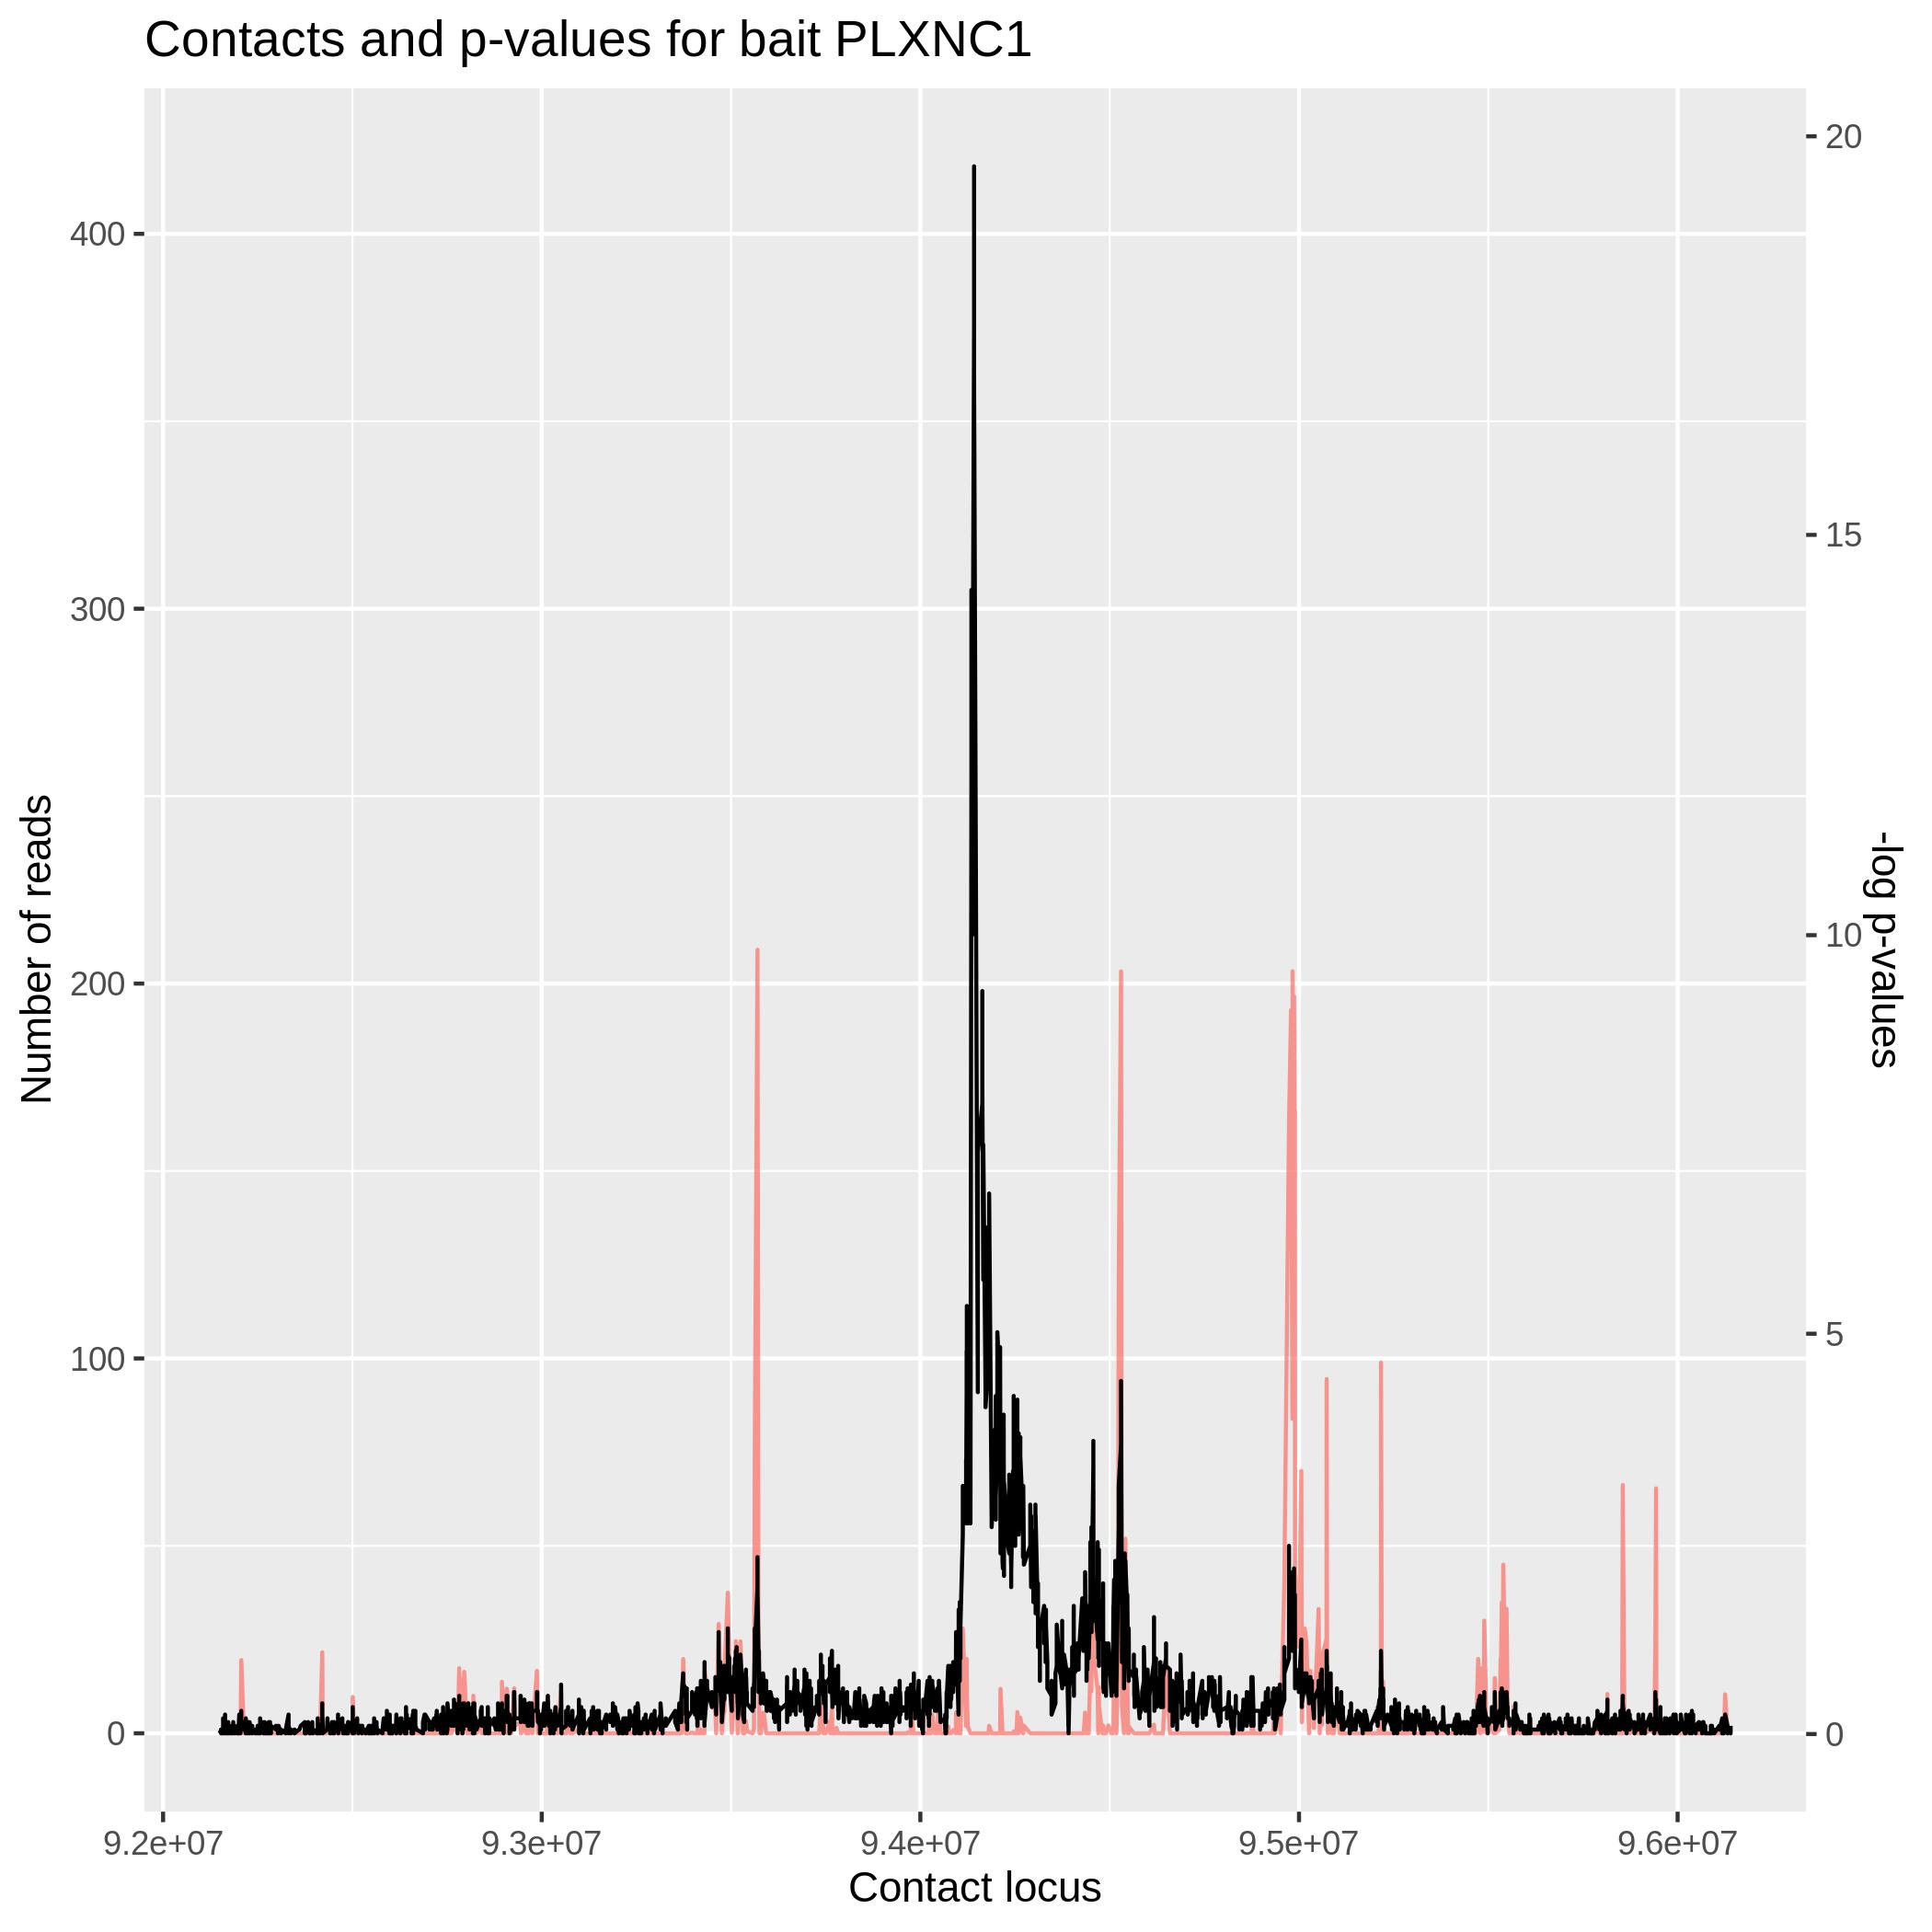 Contacts and p-values for bait PLXNC1
400
300
200
100
0
Number of reads
20
15
10
5
0
-log p-values
9.2e+07
9.3e+07
9.4e+07
9.5e+07
9.6e+07
Contact locus